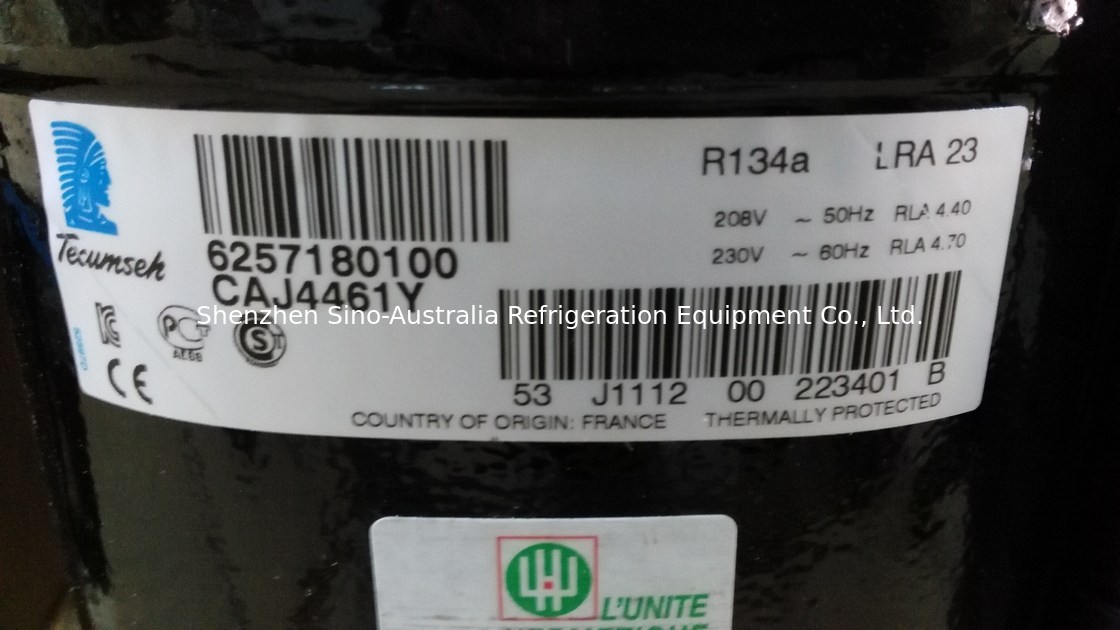 Tecumseh
6257180100
CAJ4461Y
R134a LRA 23
208V ~ 50Hz RLA 4.40
230V ~ 60Hz RLA 4.70
Shenzhen Sino-Australia Refrigeration Equipment Co., Ltd.
CE
53 J1112 00 223401 B
COUNTRY OF ORIGIN: FRANCE THERMALLY PROTECTED
L'UNITE